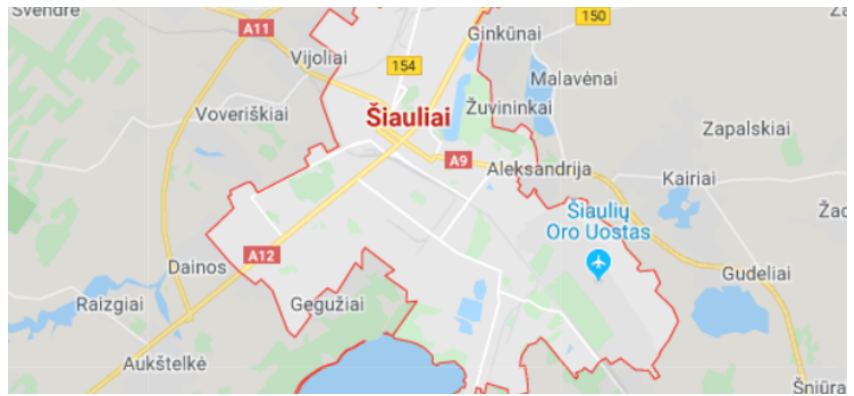 Švendrė
A11
150
Ginkūnai
Vijoliai
154
Malavėnai
Voveriškiai
Šiauliai
Žuvininkai
Zapalskiai
A9
Aleksandrija
Kairiai
Šiaulių
Oro Uostas
A12
Dainos
Gudeliai
Raizgiai
Gegužiai
Aukštelkė